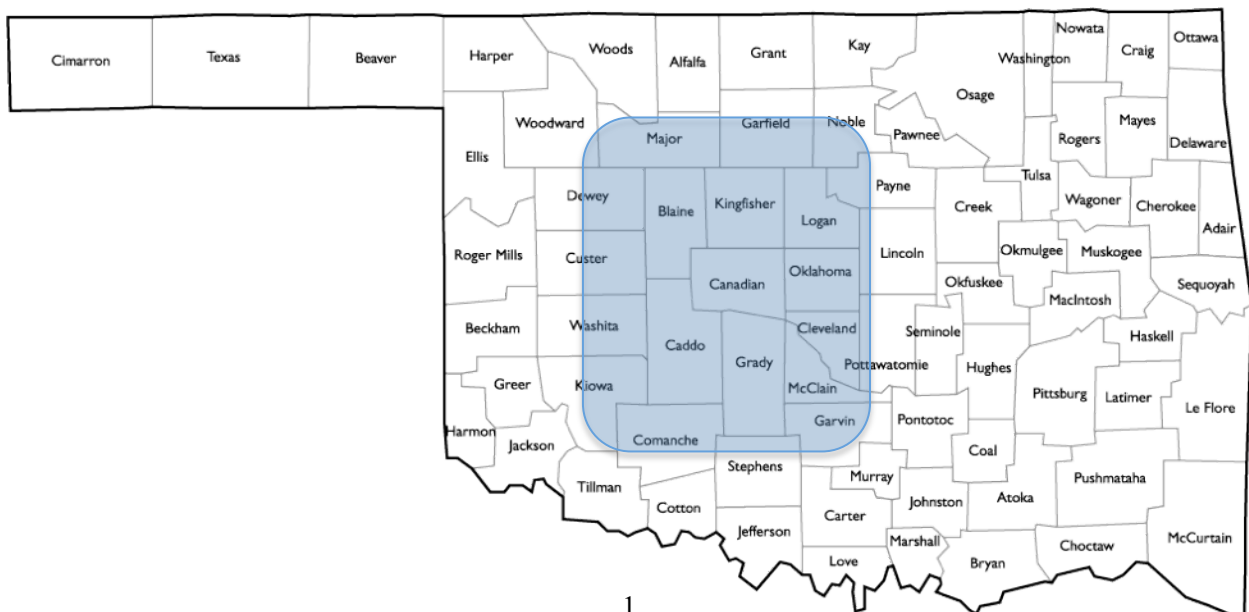 Cimarron
Texas
Beaver
Harper
Woods
Alfalfa
Grant
Kay
Osage
Washington
Nowata
Craig
Ottawa
Ellis
Woodward
Major
Garfield
Noble
Pawnee
Rogers
Mayes
Delaware
Dewey
Blaine
Kingfisher
Logan
Payne
Creek
Tulsa
Wagoner
Cherokee
Adair
Roger Mills
Custer
Canadian
Oklahoma
Lincoln
Okfuskee
Okmulgee
Muskogee
Sequoyah
Beckham
Washita
Caddo
Grady
Cleveland
Pottawatomie
Seminole
Hughes
MacIntosh
Haskell
Greer
Kiowa
McClain
Pittsburg
Latimer
Le Flore
Harmon
Jackson
Comanche
Garvin
Pontotoc
Coal
Pushmataha
Tillman
Stephens
Murray
Johnston
Atoka
Cotton
Jefferson
Carter
Marshall
Bryan
Choctaw
McCurtain
Love
1